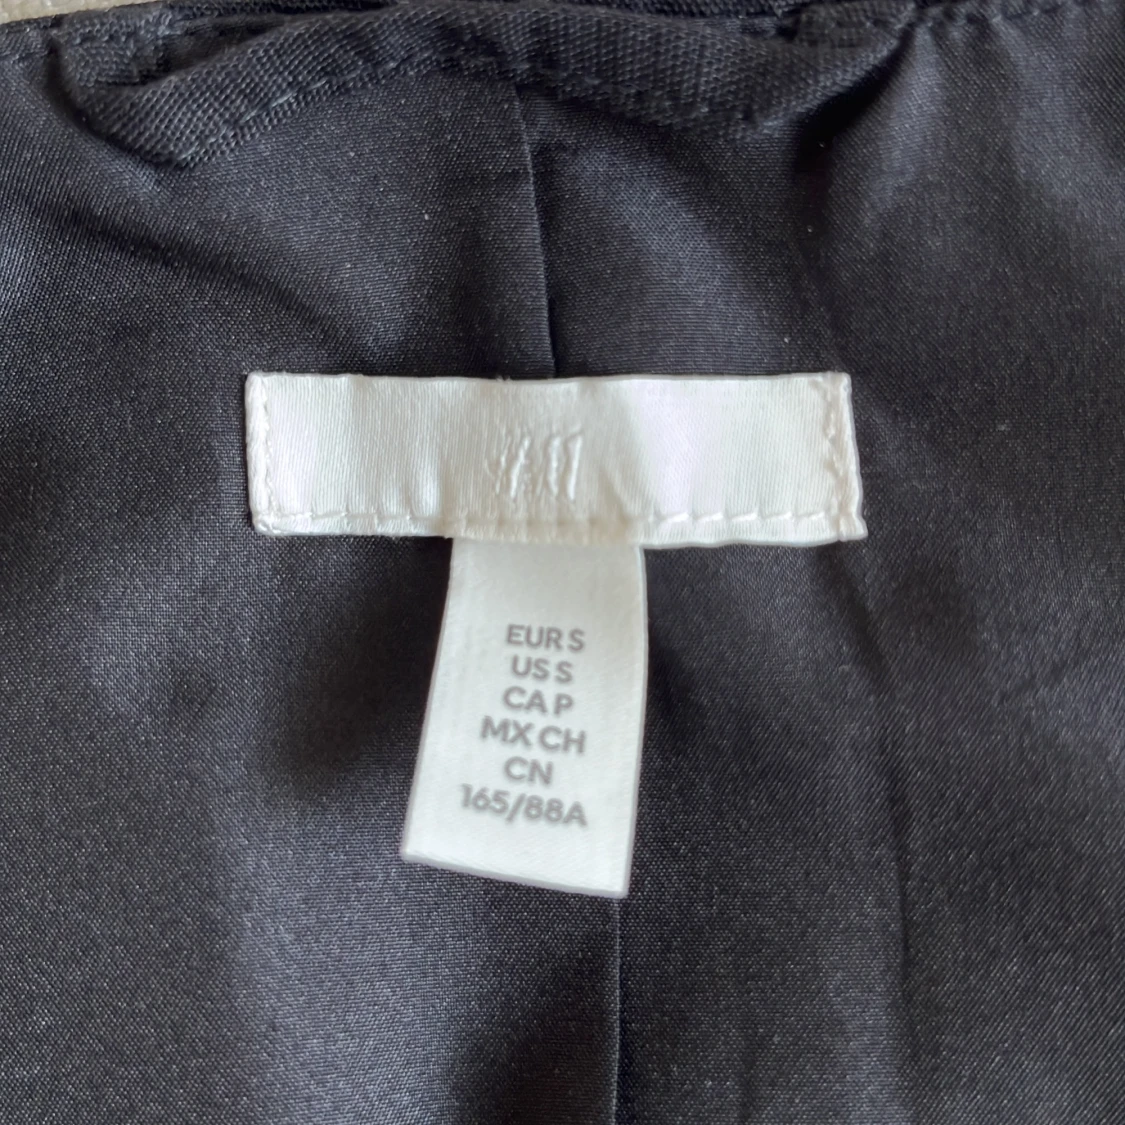 EUR S
US S
CA P
MX CH
CN
165/88A